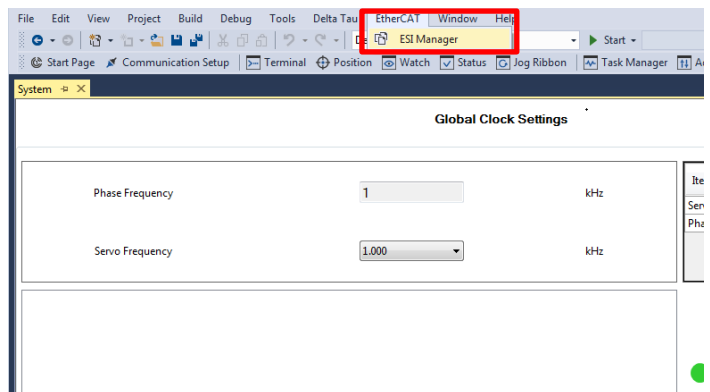 File Edit View Project Build Debug Tools Delta Tau EtherCAT Window Help
ESI Manager
Start
Start Page Communication Setup Terminal Position Watch Status Jog Ribbon Task Manager
System
Global Clock Settings
Phase Frequency 1 kHz
Servo Frequency 1.000 kHz